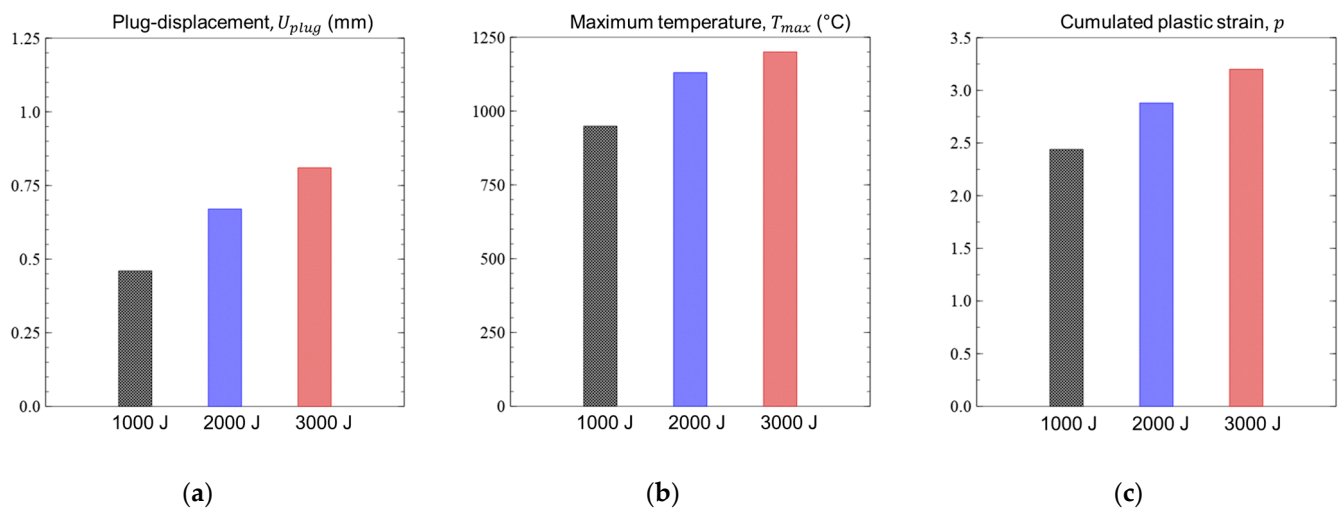 Plug-displacement, U_plug (mm)
1.25
1.0
0.75
0.5
0.25
0.0
1000 J 2000 J 3000 J
(a)
Maximum temperature, T_max (°C)
1250
1000
750
500
250
0
1000 J 2000 J 3000 J
(b)
Cumulated plastic strain, p
3.5
3.0
2.5
2.0
1.5
1.0
0.5
0.0
1000 J 2000 J 3000 J
(c)